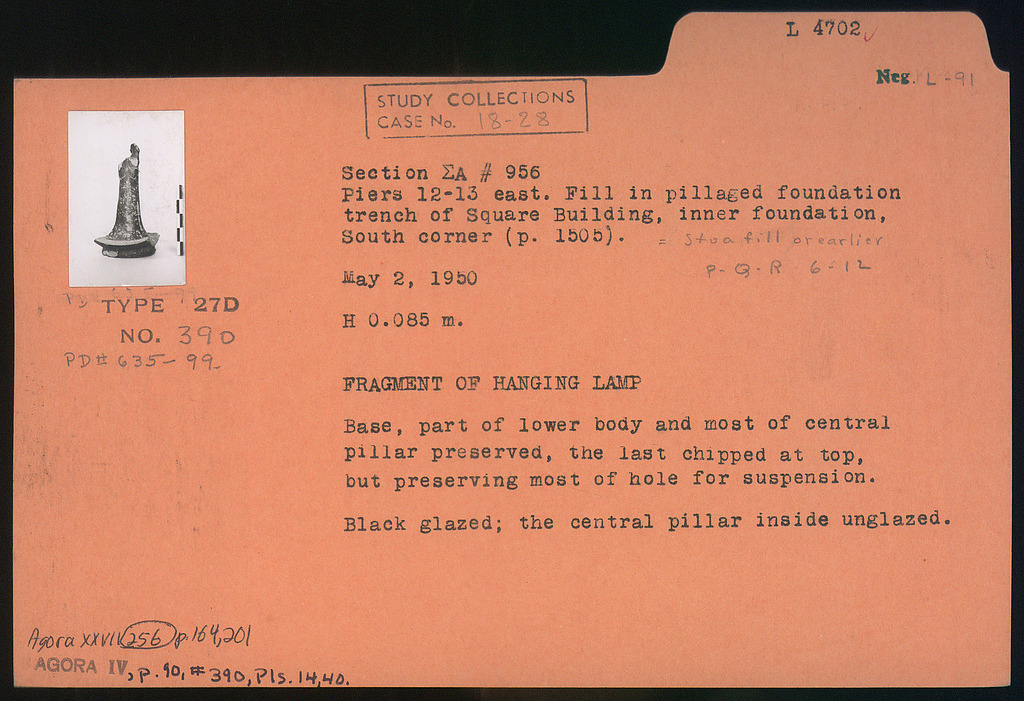 L 4702 ✓
Neg. L-91
STUDY COLLECTIONS
CASE No. 18-28
Section ΣΑ # 956
Piers 12-13 east. Fill in pillaged foundation
trench of Square Building, inner foundation,
South corner (p. 1505). = Stoa fill or earlier
P-Q-R 6-12
May 2, 1950
H 0.085 m.
TYPE 27D
NO. 390
PD# 635-99
FRAGMENT OF HANGING LAMP
Base, part of lower body and most of central
pillar preserved, the last chipped at top,
but preserving most of hole for suspension.
Black glazed; the central pillar inside unglazed.
Agora XXVII 256 p. 164, 201
AGORA IV, p. 90, #390, Pls. 14, 40.